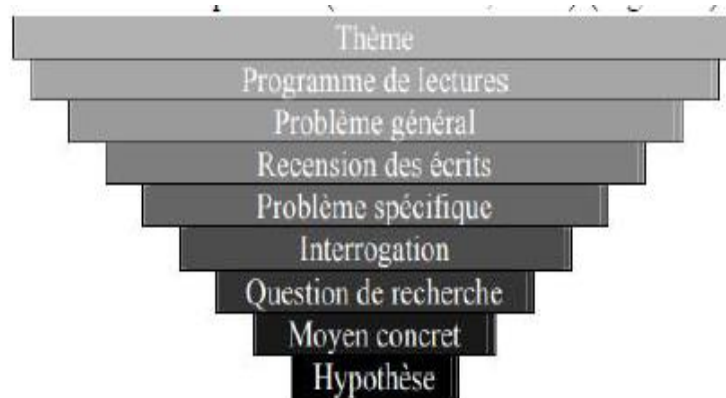 Thème
Programme de lectures
Problème général
Recension des écrits
Problème spécifique
Interrogation
Question de recherche
Moyen concret
Hypothèse